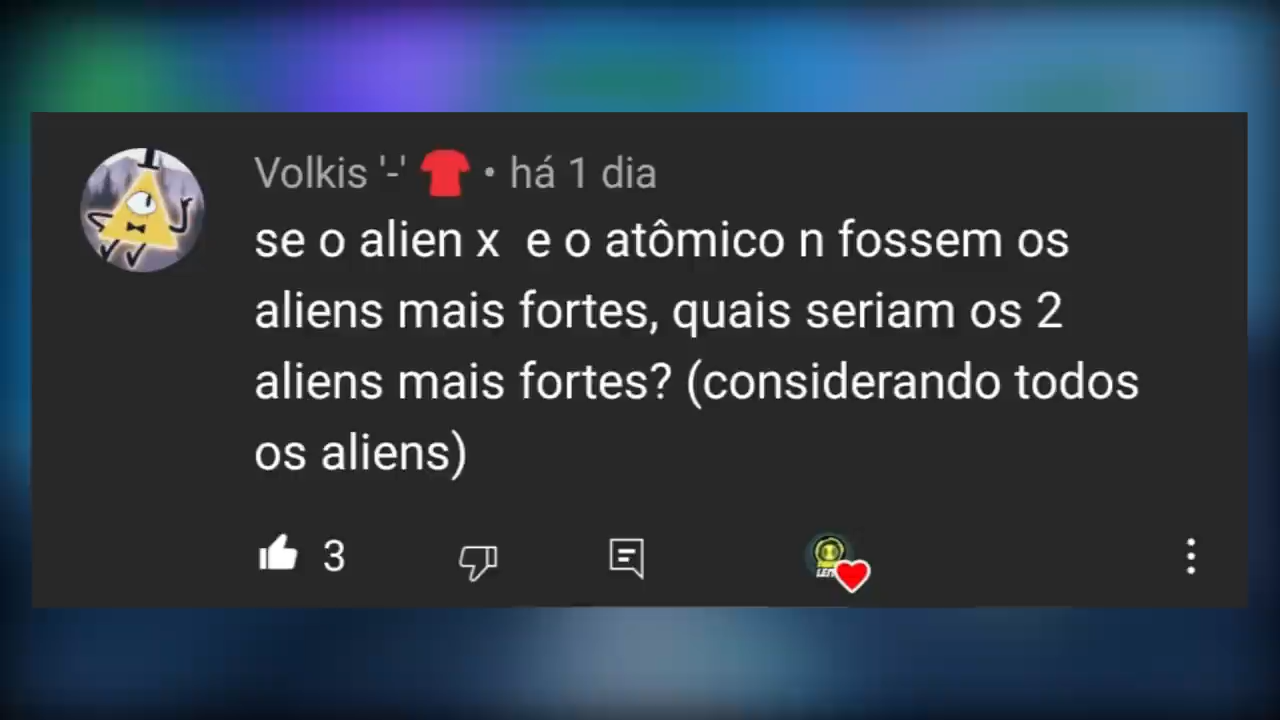 Volkis '-' • há 1 dia
se o alien x e o atômico n fossem os
aliens mais fortes, quais seriam os 2
aliens mais fortes? (considerando todos
os aliens)
3